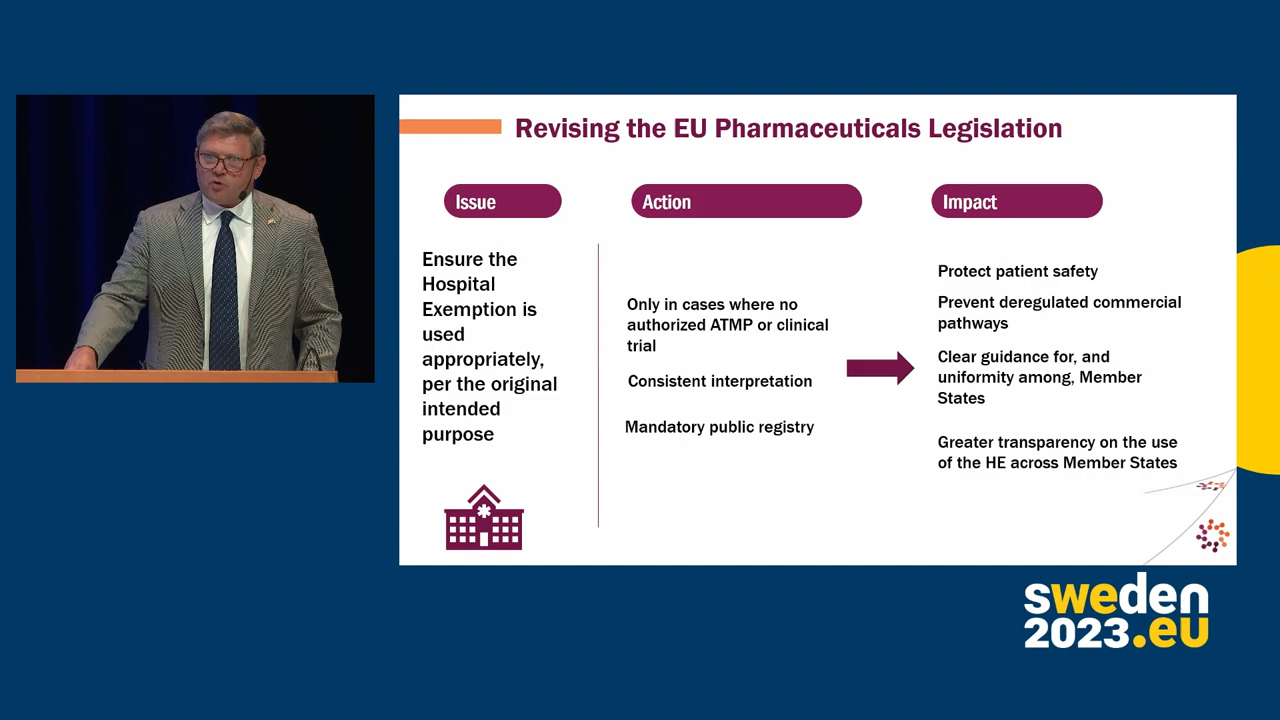 Revising the EU Pharmaceuticals Legislation
Issue
Action
Impact
Ensure the
Hospital
Exemption is
used
appropriately,
per the original
intended
purpose
Only in cases where no
authorized ATMP or clinical
trial
Consistent interpretation
Mandatory public registry
Protect patient safety
Prevent deregulated commercial
pathways
Clear guidance for, and
uniformity among, Member
States
Greater transparency on the use
of the HE across Member States
sweden
2023.eu